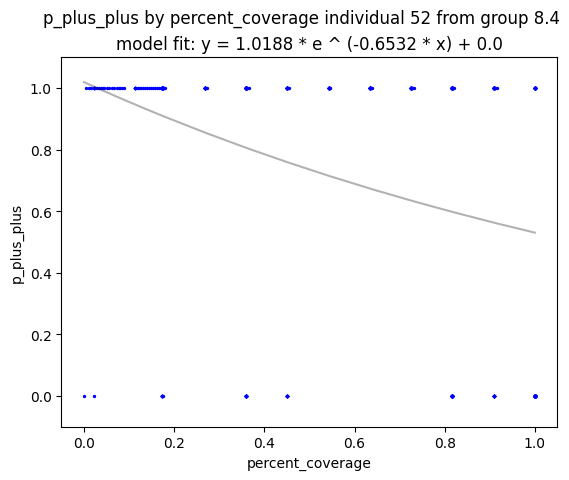 p_plus_plus by percent_coverage individual 52 from group 8.4
model fit: y = 1.0188 * e ^ (-0.6532 * x) + 0.0
1.0
0.8
0.6
0.4
0.2
0.0
p_plus_plus
0.0 0.2 0.4 0.6 0.8 1.0
percent_coverage